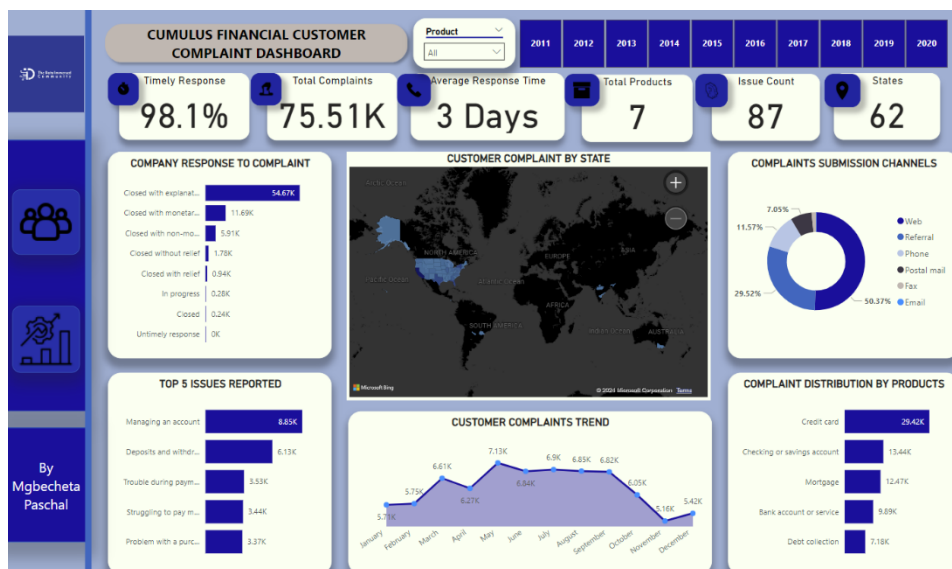 CUMULUS FINANCIAL CUSTOMER
COMPLAINT DASHBOARD
Product
All
2011
2012
2013
2014
2015
2016
2017
2018
2019
2020
Timely Response
98.1%
Total Complaints
75.51K
Average Response Time
3 Days
Total Products
7
Issue Count
87
States
62
COMPANY RESPONSE TO COMPLAINT
Closed with explanat...
54.67K
Closed with monetar...
11.69K
Closed with non-mo...
5.91K
Closed without relief
1.78K
Closed with relief
0.94K
In progress
0.28K
Closed
0.24K
Untimely response
0K
CUSTOMER COMPLAINT BY STATE
Arctic Ocean
NORTH AMERICA
EUROPE
ASIA
Pacific Ocean
Atlantic Ocean
AFRICA
SOUTH AMERICA
Indian Ocean
AUSTRALIA
Microsoft Bing
© 2024 Microsoft Corporation
Terms
COMPLAINTS SUBMISSION CHANNELS
7.05%
11.57%
29.52%
50.37%
Web
Referral
Phone
Postal mail
Fax
Email
TOP 5 ISSUES REPORTED
Managing an account
8.85K
Deposits and withdr...
6.13K
Trouble during paym...
3.53K
Struggling to pay m...
3.44K
Problem with a purc...
3.37K
CUSTOMER COMPLAINTS TREND
5.75K
6.61K
6.27K
7.13K
6.84K
6.9K
6.85K
6.82K
6.05K
5.16K
5.42K
January
February
March
April
May
June
July
August
September
October
November
December
COMPLAINT DISTRIBUTION BY PRODUCTS
Credit card
29.42K
Checking or savings account
13.44K
Mortgage
12.47K
Bank account or service
9.89K
Debt collection
7.18K
By
Mgbecheta
Paschal